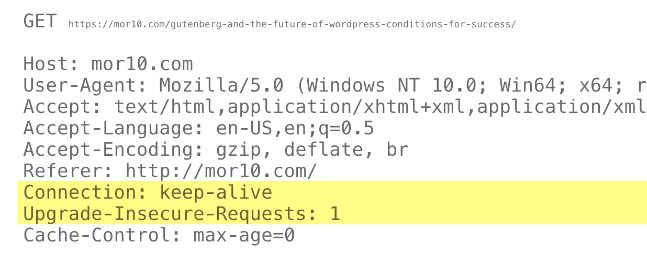 GET https://mor10.com/gutenberg-and-the-future-of-wordpress-conditions-for-success/
Host: mor10.com
User-Agent: Mozilla/5.0 (Windows NT 10.0; Win64; x64; r
Accept: text/html,application/xhtml+xml,application/xml
Accept-Language: en-US,en;q=0.5
Accept-Encoding: gzip, deflate, br
Referer: http://mor10.com/
Connection: keep-alive
Upgrade-Insecure-Requests: 1
Cache-Control: max-age=0